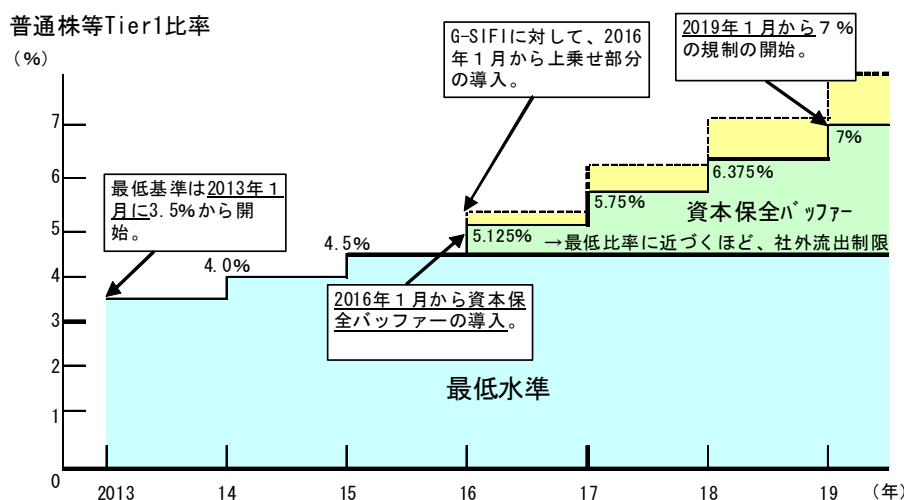 普通株等Tier1比率
(%)
G-SIFIに対して、2016
年1月から上乗せ部分
の導入。
2019年1月から7%
の規制の開始。
7
6
5
4
3
2
1
0
最低基準は2013年1
月に3.5%から開
始。
4.0%
4.5%
5.125%
5.75
6.375%
7%
資本保全ﾊﾞｯﾌｧｰ
→最低比率に近づくほど、社外流出制限
2016年1月から資本保
全バッファーの導入。
最低水準
2013
14
15
16
17
18
19
(年)